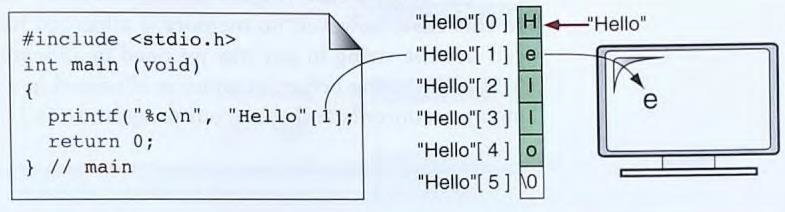 #include <stdio.h>
int main (void)
{
printf("%c\n", "Hello"[1];
return 0;
} // main
"Hello"[ 0 ] H "Hello"
"Hello"[ 1 ] e
"Hello"[ 2 ] l
"Hello"[ 3 ] l
"Hello"[ 4 ] o
"Hello"[ 5 ] \0
e